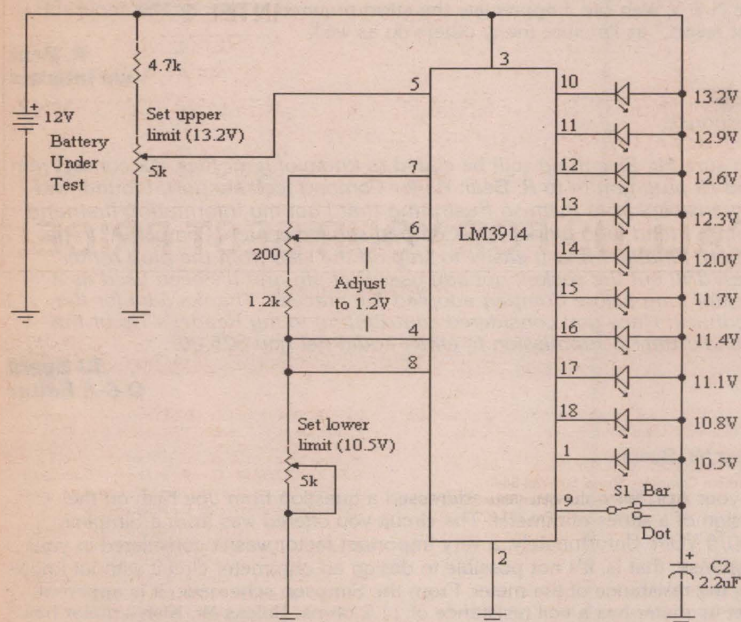 3
4.7k
5
10
13.2V
+
12V
Set upper
limit (13.2V)
11
12.9V
Battery
Under
Test
5k
7
12
12.6V
13
12.3V
6
LM3914
200
14
12.0V
Adjust
to 1.2V
15
11.7V
1.2k
4
16
11.4V
8
17
11.1V
Set lower
limit (10.5V)
18
10.8V
1
10.5V
5k
9
S1
Bar
Dot
2
+
C2
2.2uF